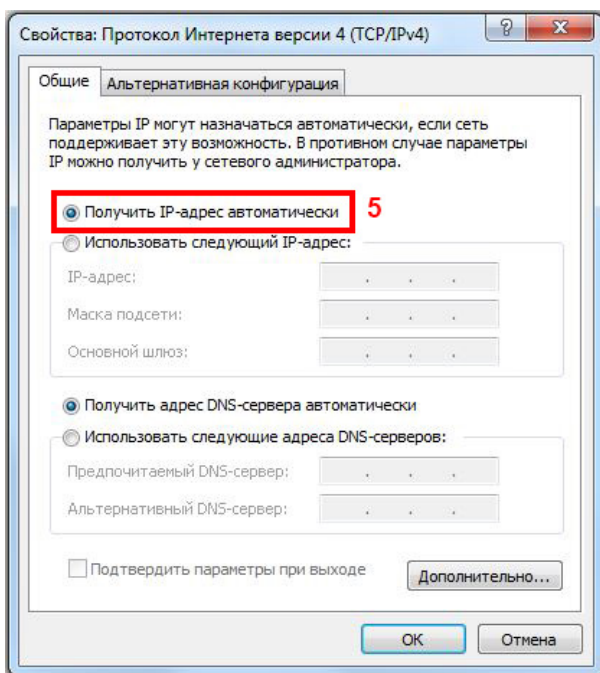 Свойства: Протокол Интернета версии 4 (TCP/IPv4)
Общие
Альтернативная конфигурация
Параметры IP могут назначаться автоматически, если сеть
поддерживает эту возможность. В противном случае параметры
IP можно получить у сетевого администратора.
Получить IP-адрес автоматически
5
Использовать следующий IP-адрес:
IP-адрес:
Маска подсети:
Основной шлюз:
Получить адрес DNS-сервера автоматически
Использовать следующие адреса DNS-серверов:
Предпочитаемый DNS-сервер:
Альтернативный DNS-сервер:
Подтвердить параметры при выходе
Дополнительно...
ОК
Отмена